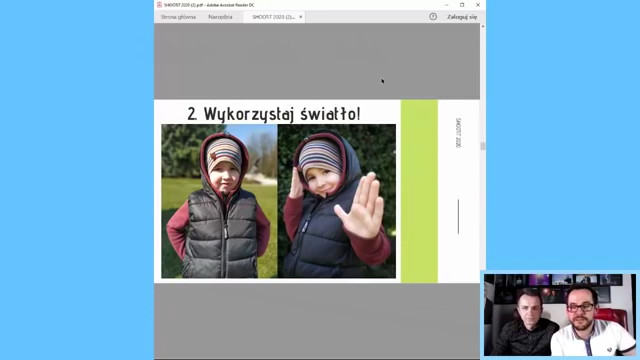 SHOOST 2020 (2).pdf - Adobe Acrobat Reader DC
Strona główna
Narzędzia
SHOOST 2020 (2)....
Zaloguj się
2. Wykorzystaj światło!
SHOOST 2020